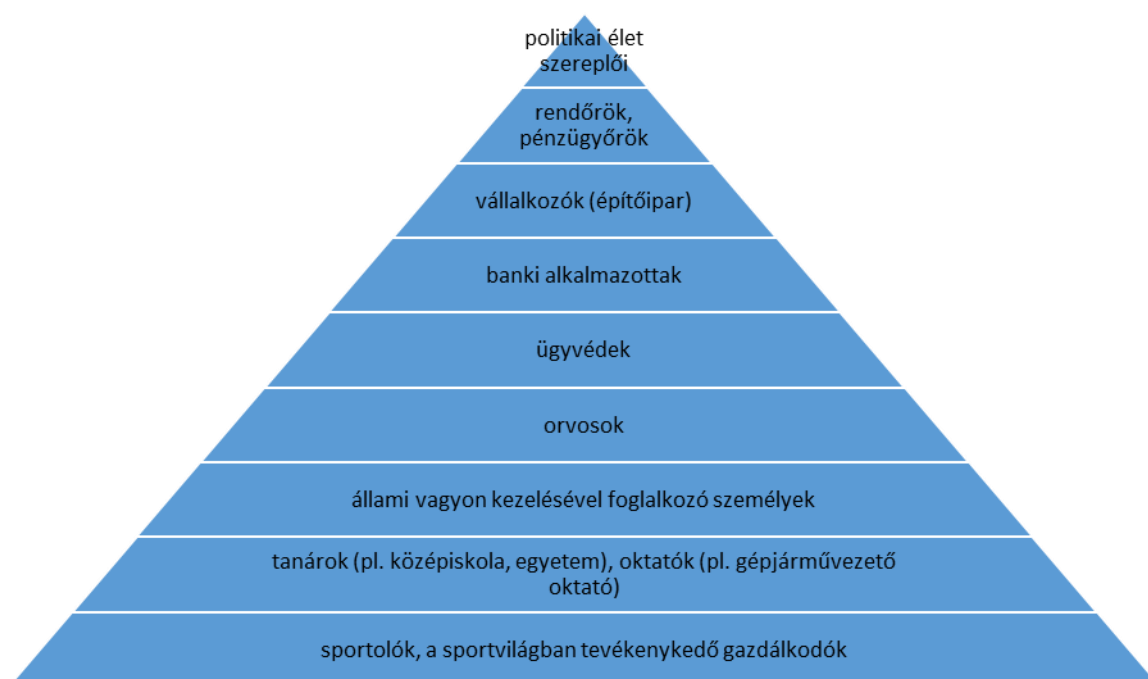 politikai élet
szereplői
rendőrök,
pénzügyőrök
vállalkozók (építőipar)
banki alkalmazottak
ügyvédek
orvosok
állami vagyon kezelésével foglalkozó személyek
tanárok (pl. középiskola, egyetem), oktatók (pl. gépjárművezető
oktató)
sportolók, a sportvilágban tevékenykedő gazdálkodók